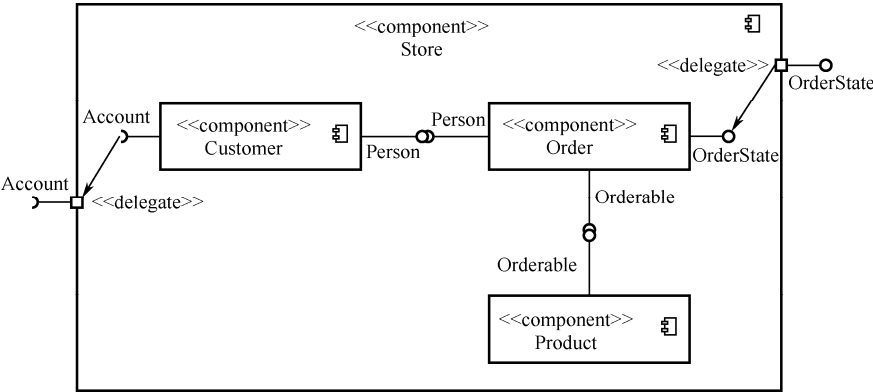 <<component>>
Store
<<delegate>>
OrderState
Account
<<component>>
Customer
Person
Person
<<component>>
Order
OrderState
Account
<<delegate>>
Orderable
Orderable
<<component>>
Product